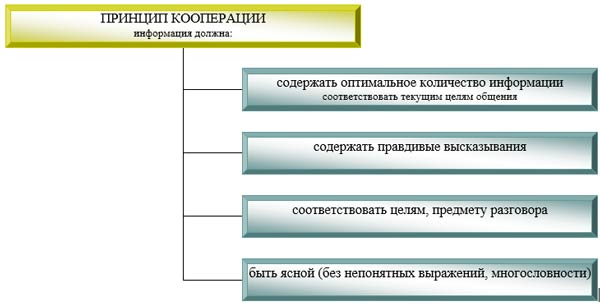 ПРИНЦИП КООПЕРАЦИИ
информация должна:
содержать оптимальное количество информации
соответствовать текущим целям общения
содержать правдивые высказывания
соответствовать целям, предмету разговора
быть ясной (без непонятных выражений, многословности)